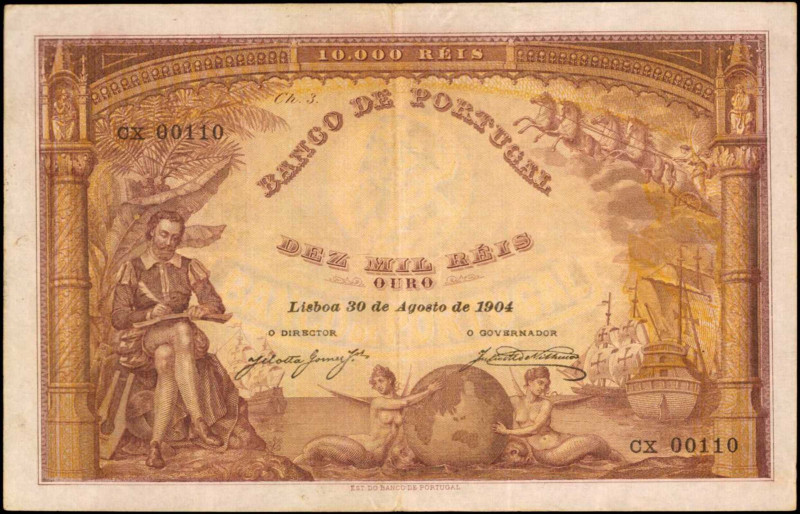 10.000 RÉIS
Ch. 3.
BANCO DE PORTUGAL
CX 00110
DEZ MIL RÉIS
OURO
Lisboa 30 de Agosto de 1904
O DIRECTOR O GOVERNADOR
CX 00110
EST. DO BANCO DE PORTUGAL